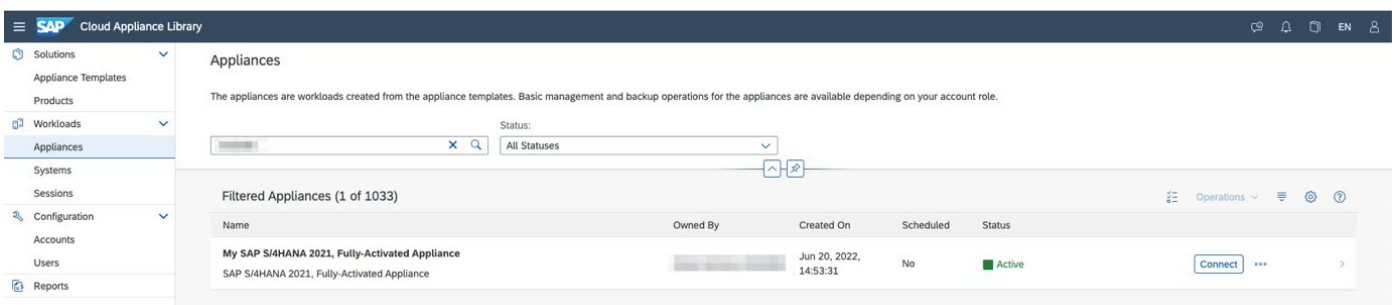 SAP Cloud Appliance Library
EN
Solutions
Appliance Templates
Products
Workloads
Appliances
Systems
Sessions
Configuration
Accounts
Users
Reports
Appliances
The appliances are workloads created from the appliance templates. Basic management and backup operations for the appliances are available depending on your account role.
Status:
All Statuses
Filtered Appliances (1 of 1033)
Operations
Name Owned By Created On Scheduled Status
My SAP S/4HANA 2021, Fully-Activated Appliance
SAP S/4HANA 2021, Fully-Activated Appliance
Jun 20, 2022,
14:53:31
No
Active
Connect